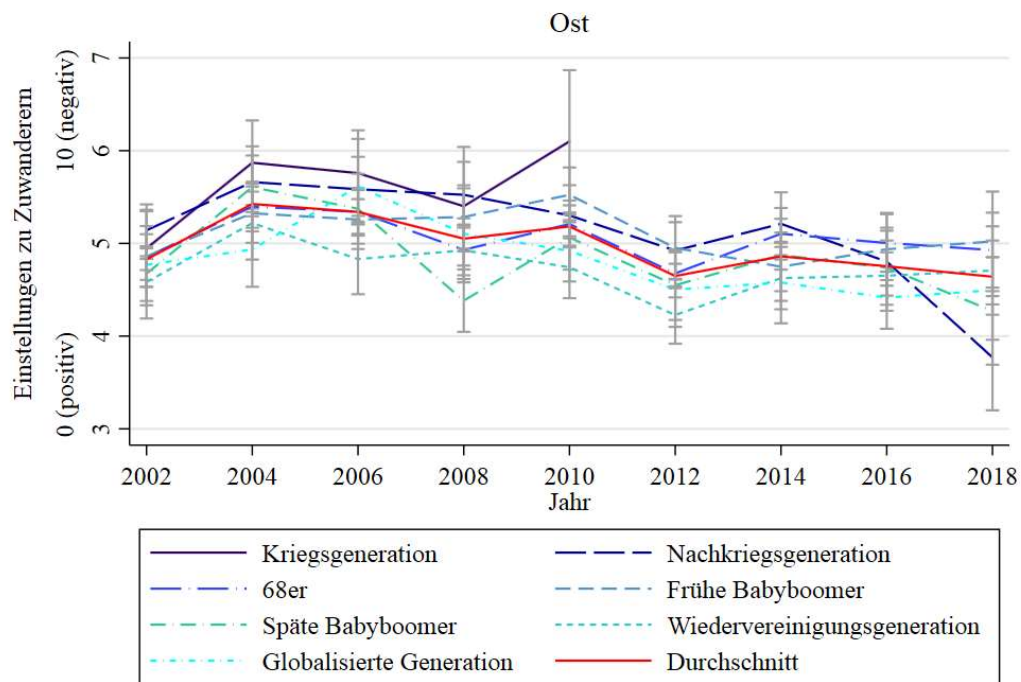 Ost
Einstellungen zu Zuwanderern
0 (positiv) 10 (negativ)
7
6
5
4
3
2002 2004 2006 2008 2010 2012 2014 2016 2018
Jahr
Kriegsgeneration Nachkriegsgeneration
68er Frühe Babyboomer
Späte Babyboomer Wiedervereinigungsgeneration
Globalisierte Generation Durchschnitt